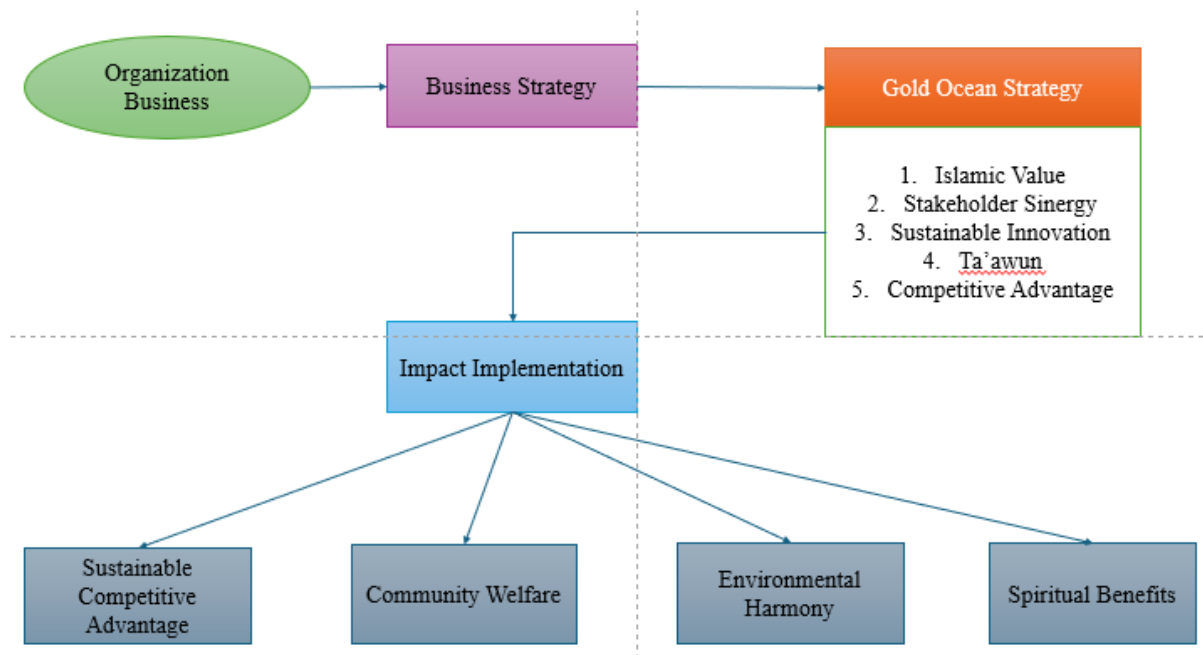 Organization
Business
Business Strategy
Gold Ocean Strategy
1. Islamic Value
2. Stakeholder Sinergy
3. Sustainable Innovation
4. Ta’awun
5. Competitive Advantage
Impact Implementation
Sustainable
Competitive
Advantage
Community Welfare
Environmental
Harmony
Spiritual Benefits